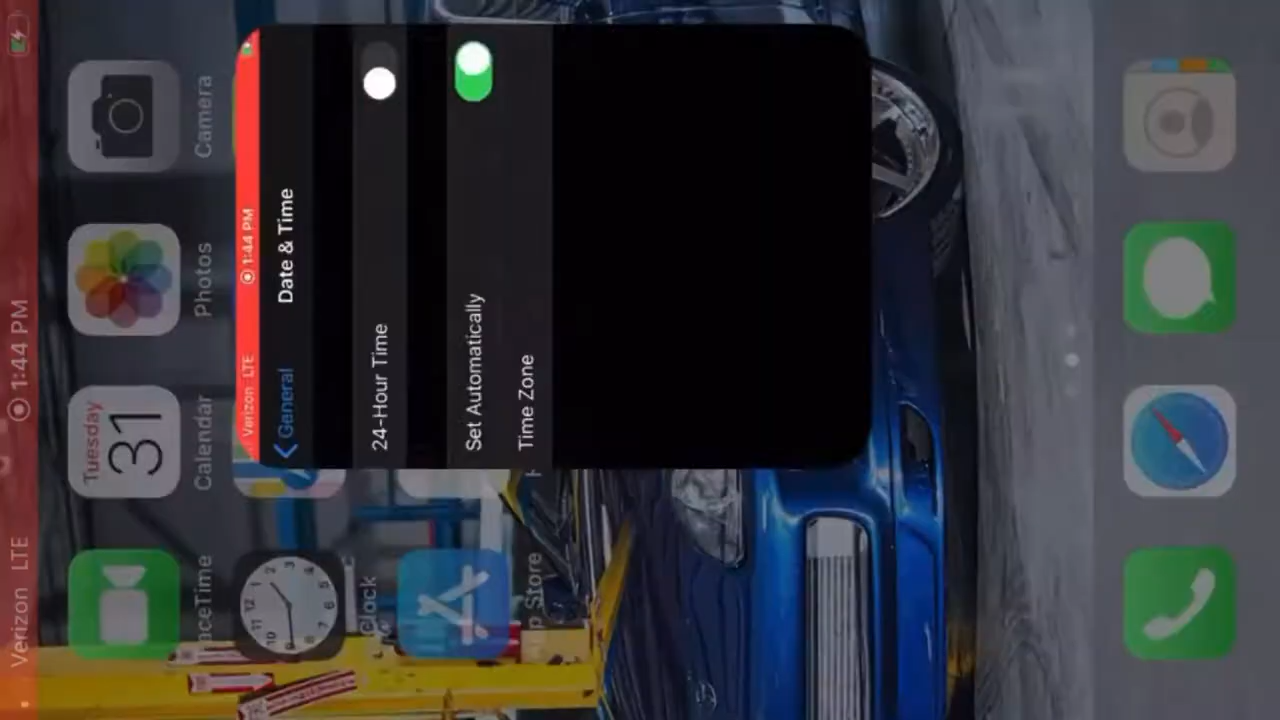 Verizon LTE 1:44 PM
Verizon LTE 1:44 PM
General Date & Time
24-Hour Time
Set Automatically
Time Zone
aceTime
Calendar
Photos
Camera
Tuesday
31
Clock
p Store